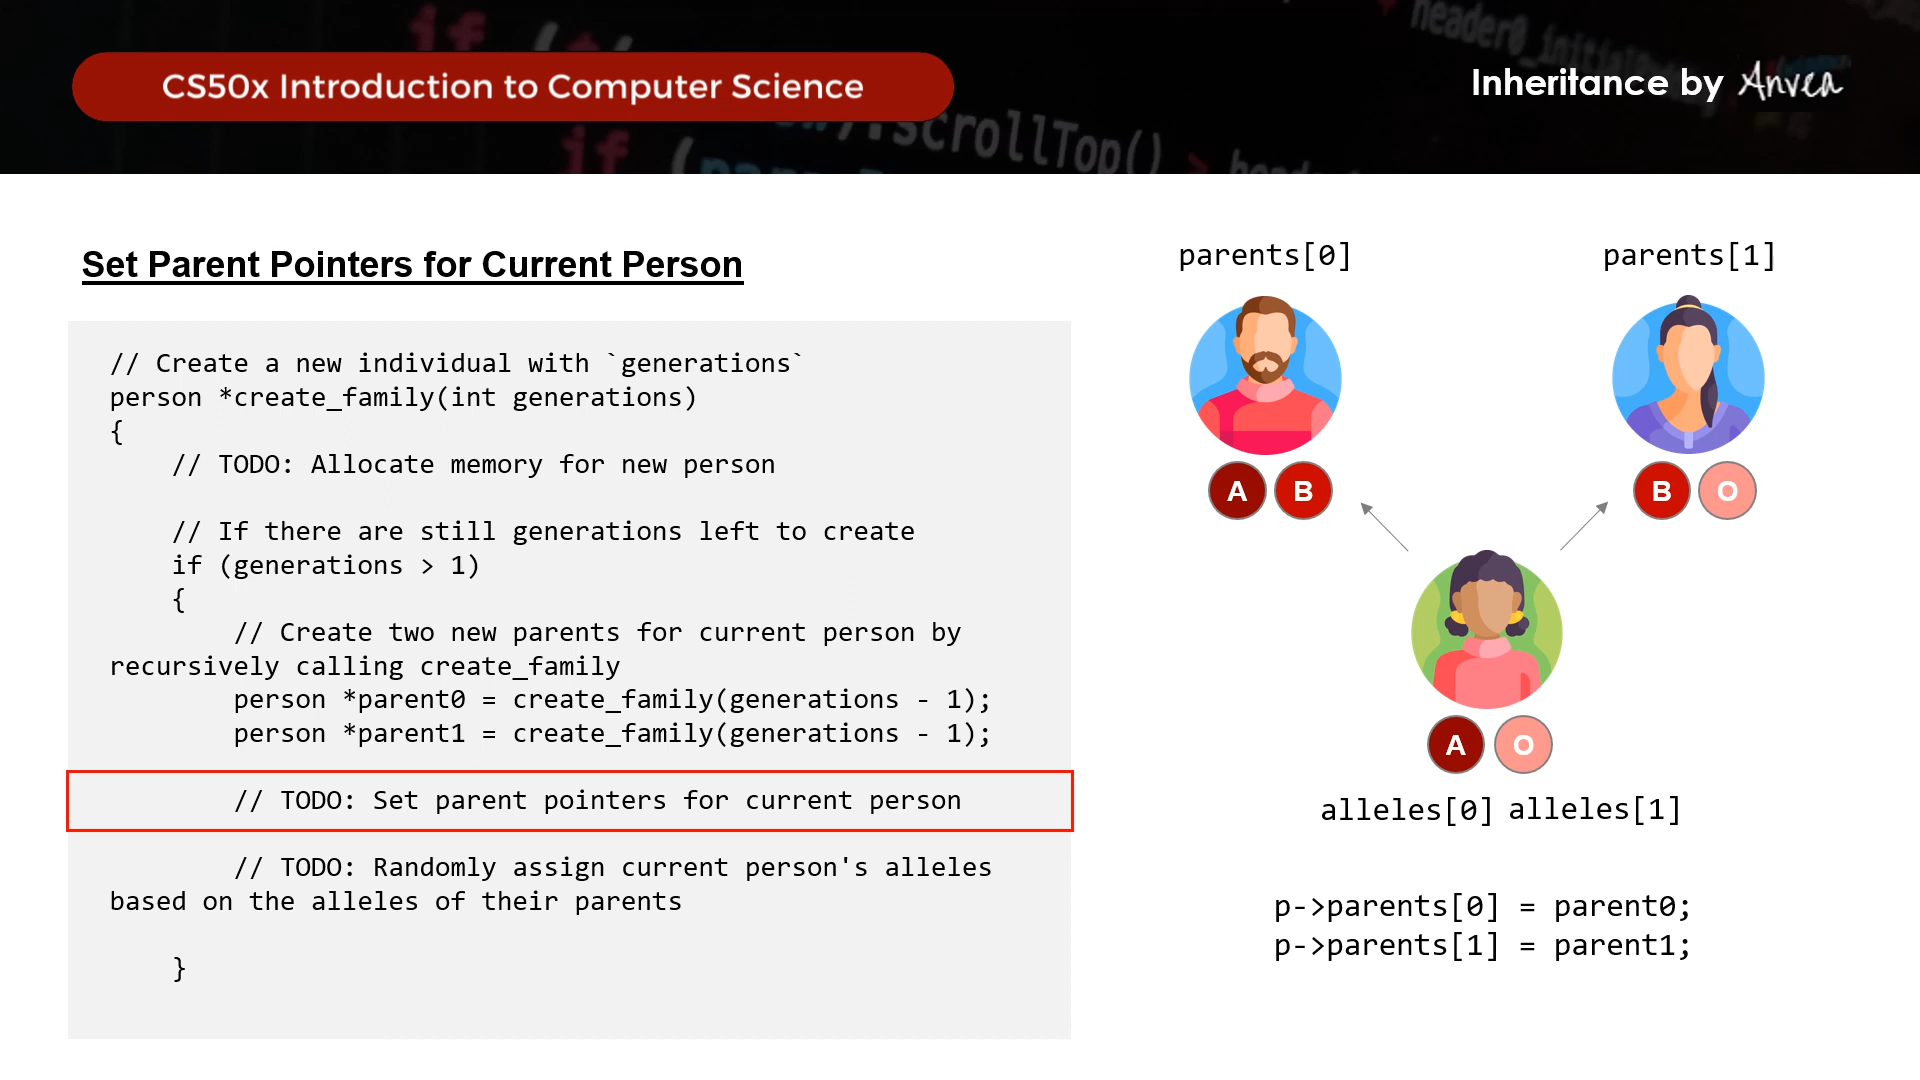 if (t/
header0_initial
CS50x Introduction to Computer Science
Inheritance by Anvea
.scrollTop() >
if (
Set Parent Pointers for Current Person
// Create a new individual with `generations`
person *create_family(int generations)
{
// TODO: Allocate memory for new person
// If there are still generations left to create
if (generations > 1)
{
// Create two new parents for current person by
recursively calling create_family
person *parent0 = create_family(generations - 1);
person *parent1 = create_family(generations - 1);
// TODO: Set parent pointers for current person
// TODO: Randomly assign current person's alleles
based on the alleles of their parents
}
parents[0] parents[1]
A B B O
A O
alleles[0] alleles[1]
p->parents[0] = parent0;
p->parents[1] = parent1;